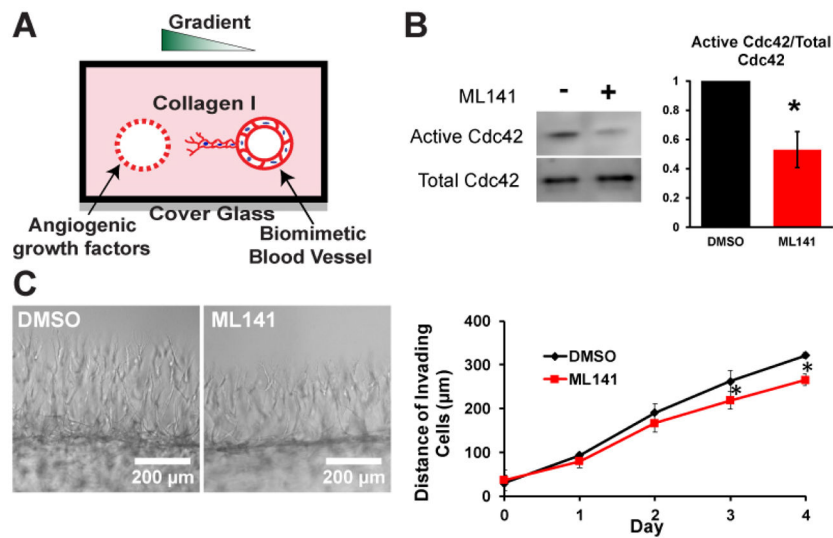 A
Gradient
Collagen I
Cover Glass
Angiogenic
growth factors
Biomimetic
Blood Vessel
B
ML141
- +
Active Cdc42
Total Cdc42
Active Cdc42/Total
Cdc42
1
0.8
0.6
0.4
0.2
0
*
DMSO
ML141
C
DMSO
200 µm
ML141
200 µm
Distance of Invading
Cells (µm)
400
300
200
100
0
DMSO
ML141
*
*
0 1 2 3 4
Day